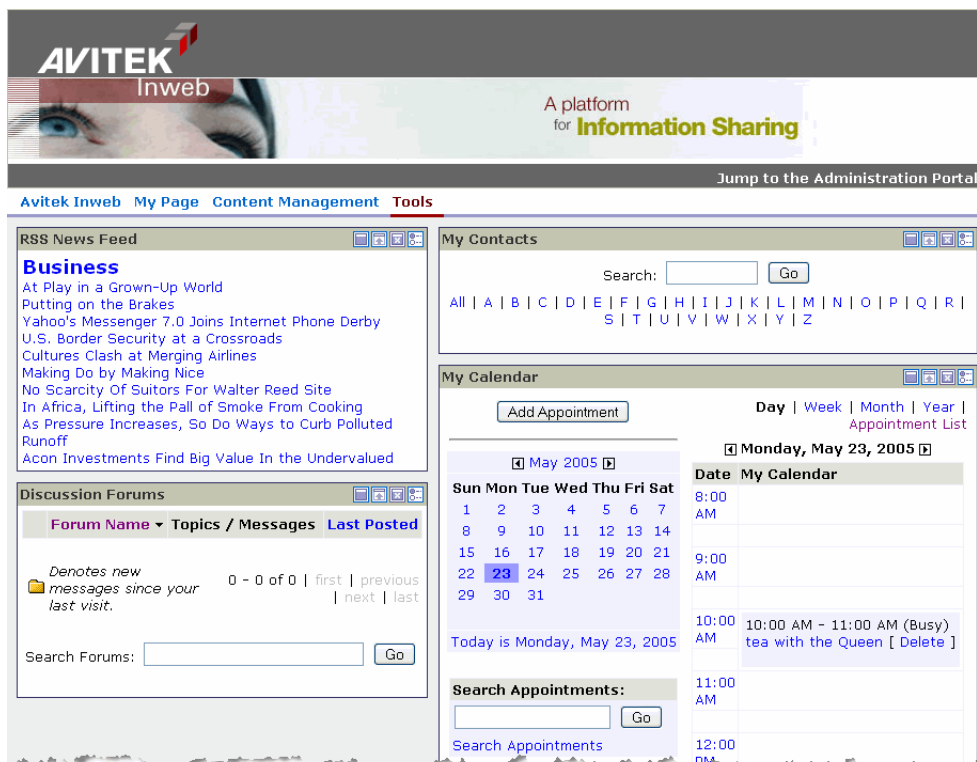 AVITEK
Inweb
A platform
for Information Sharing
Jump to the Administration Portal
Avitek Inweb My Page Content Management Tools
RSS News Feed
Business
At Play in a Grown-Up World
Putting on the Brakes
Yahoo's Messenger 7.0 Joins Internet Phone Derby
U.S. Border Security at a Crossroads
Cultures Clash at Merging Airlines
Making Do by Making Nice
No Scarcity Of Suitors For Walter Reed Site
In Africa, Lifting the Pall of Smoke From Cooking
As Pressure Increases, So Do Ways to Curb Polluted
Runoff
Acon Investments Find Big Value In the Undervalued
Discussion Forums
Forum Name Topics / Messages Last Posted
Denotes new
messages since your
last visit.
0 - 0 of 0 | first | previous
| next | last
Search Forums: Go
My Contacts
Search: Go
All | A | B | C | D | E | F | G | H | I | J | K | L | M | N | O | P | Q | R |
S | T | U | V | W | X | Y | Z
My Calendar
Add Appointment
May 2005
Sun Mon Tue Wed Thu Fri Sat
1 2 3 4 5 6 7
8 9 10 11 12 13 14
15 16 17 18 19 20 21
22 23 24 25 26 27 28
29 30 31
Today is Monday, May 23, 2005
Search Appointments:
Go
Search Appointments
Day | Week | Month | Year |
Appointment List
Monday, May 23, 2005
Date My Calendar
8:00
AM
9:00
AM
10:00
AM
10:00 AM - 11:00 AM (Busy)
tea with the Queen [ Delete ]
11:00
AM
12:00
PM